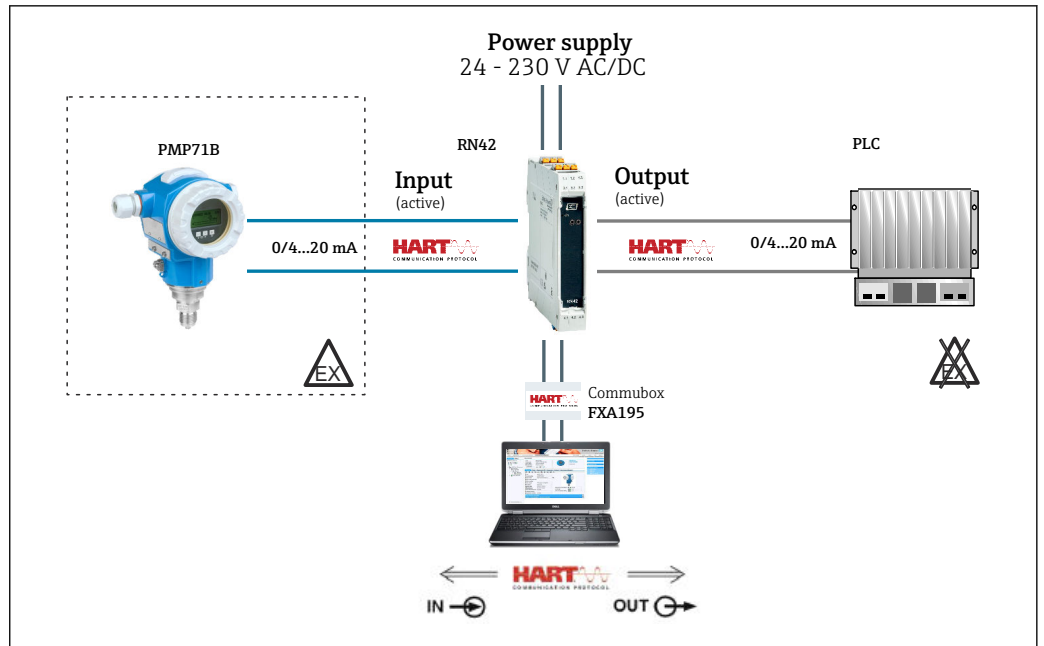 Power supply
24 - 230 V AC/DC
PMP71B
RN42
PLC
Input
(active)
Output
(active)
0/4...20 mA
HART
COMMUNICATION PROTOCOL
HART
COMMUNICATION PROTOCOL
0/4...20 mA
RN42
EX
EX
HART
Commubox
FXA195
HART
COMMUNICATION PROTOCOL
IN
OUT